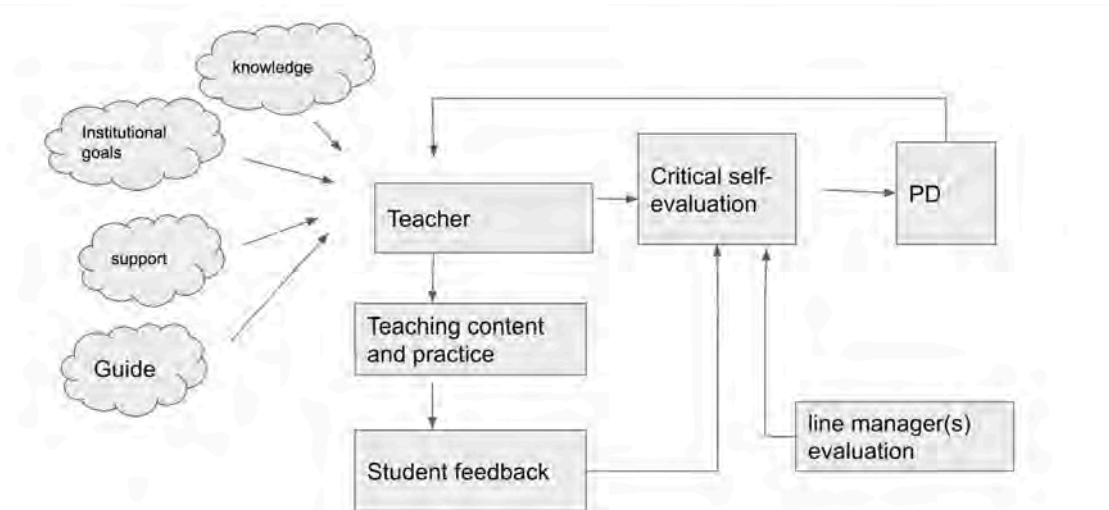 knowledge
Institutional
goals
support
Guide
Teacher
Critical self-
evaluation
PD
Teaching content
and practice
Student feedback
line manager(s)
evaluation